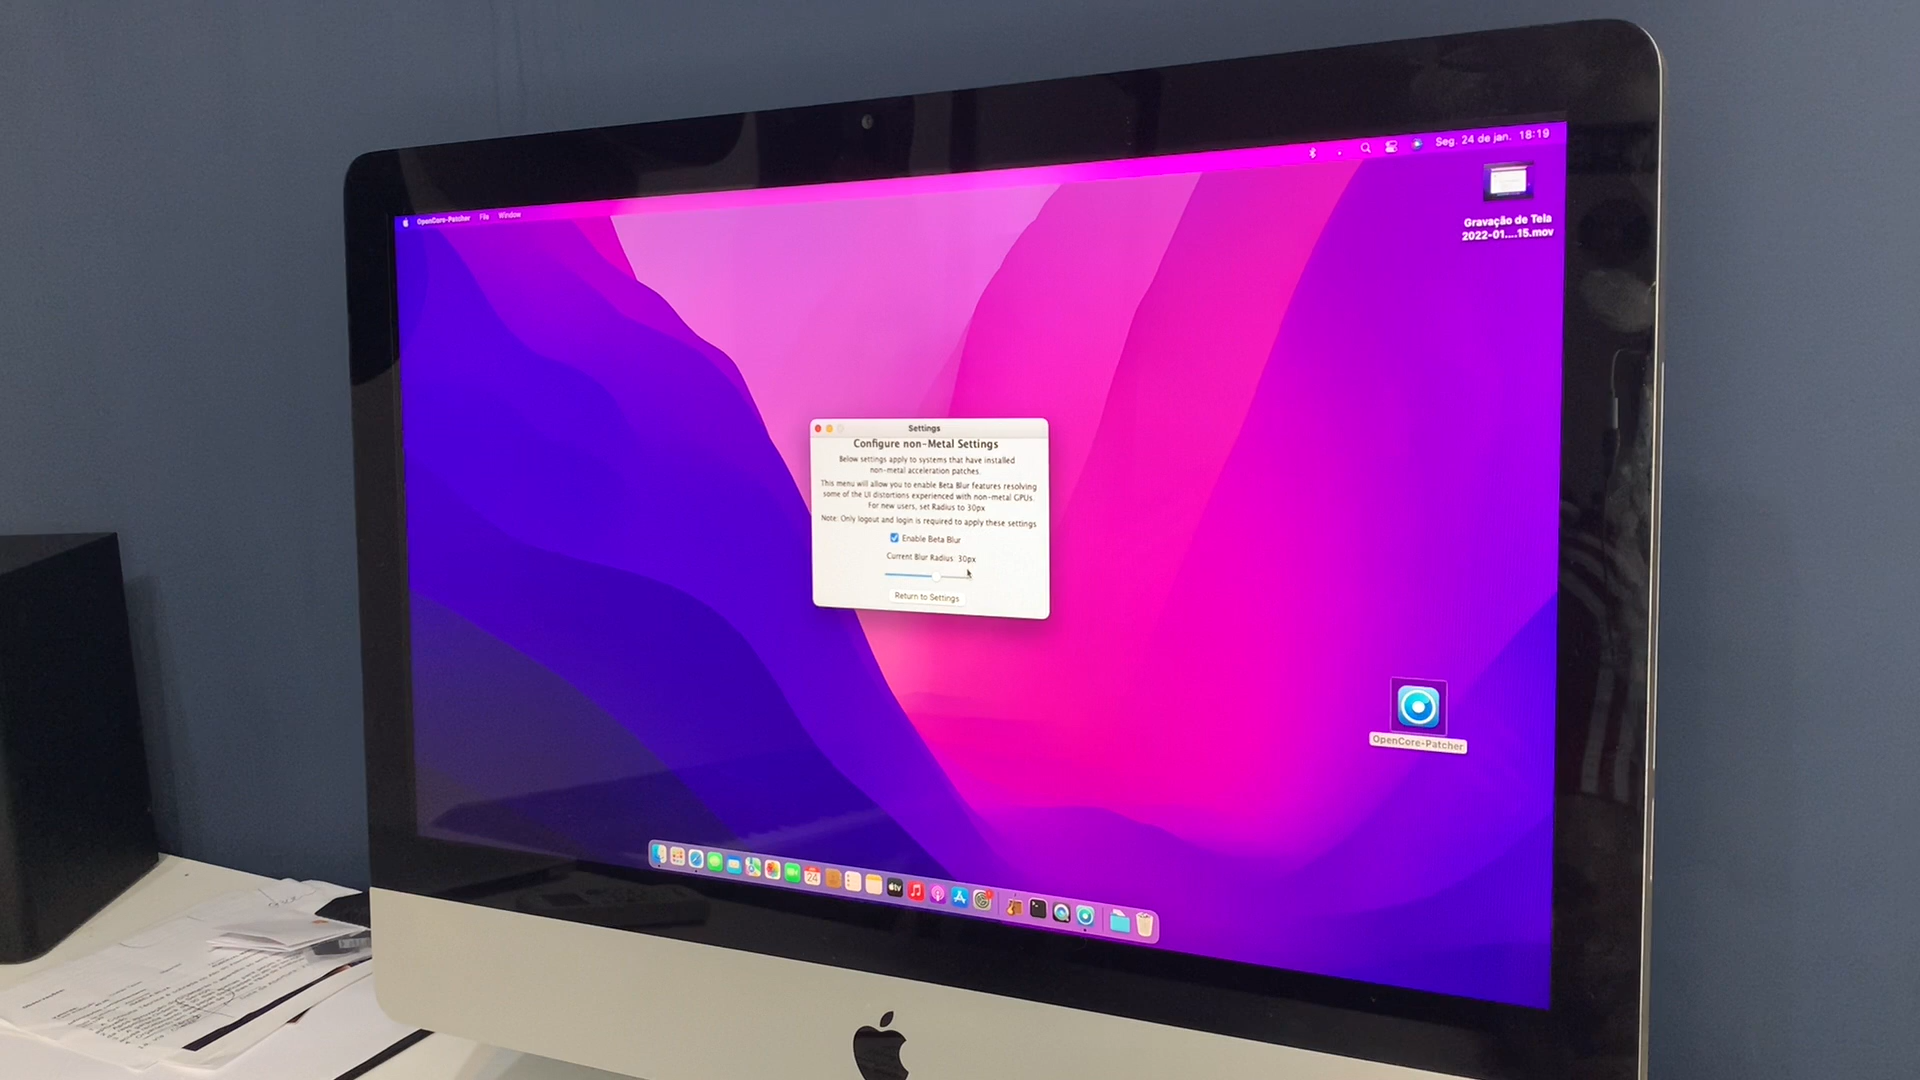 OpenCore-Patcher File Window
Seg. 24 de jan. 18:19
Gravação de Tela
2022-01....15.mov
Settings
Configure non-Metal Settings
Below settings apply to systems that have installed
non-metal acceleration patches.
This menu will allow you to enable Beta Blur features resolving
some of the UI distortions experienced with non-metal GPUs.
For new users, set Radius to 30px
Note: Only logout and login is required to apply these settings
Enable Beta Blur
Current Blur Radius: 30px
Return to Settings
OpenCore-Patcher
24
tv